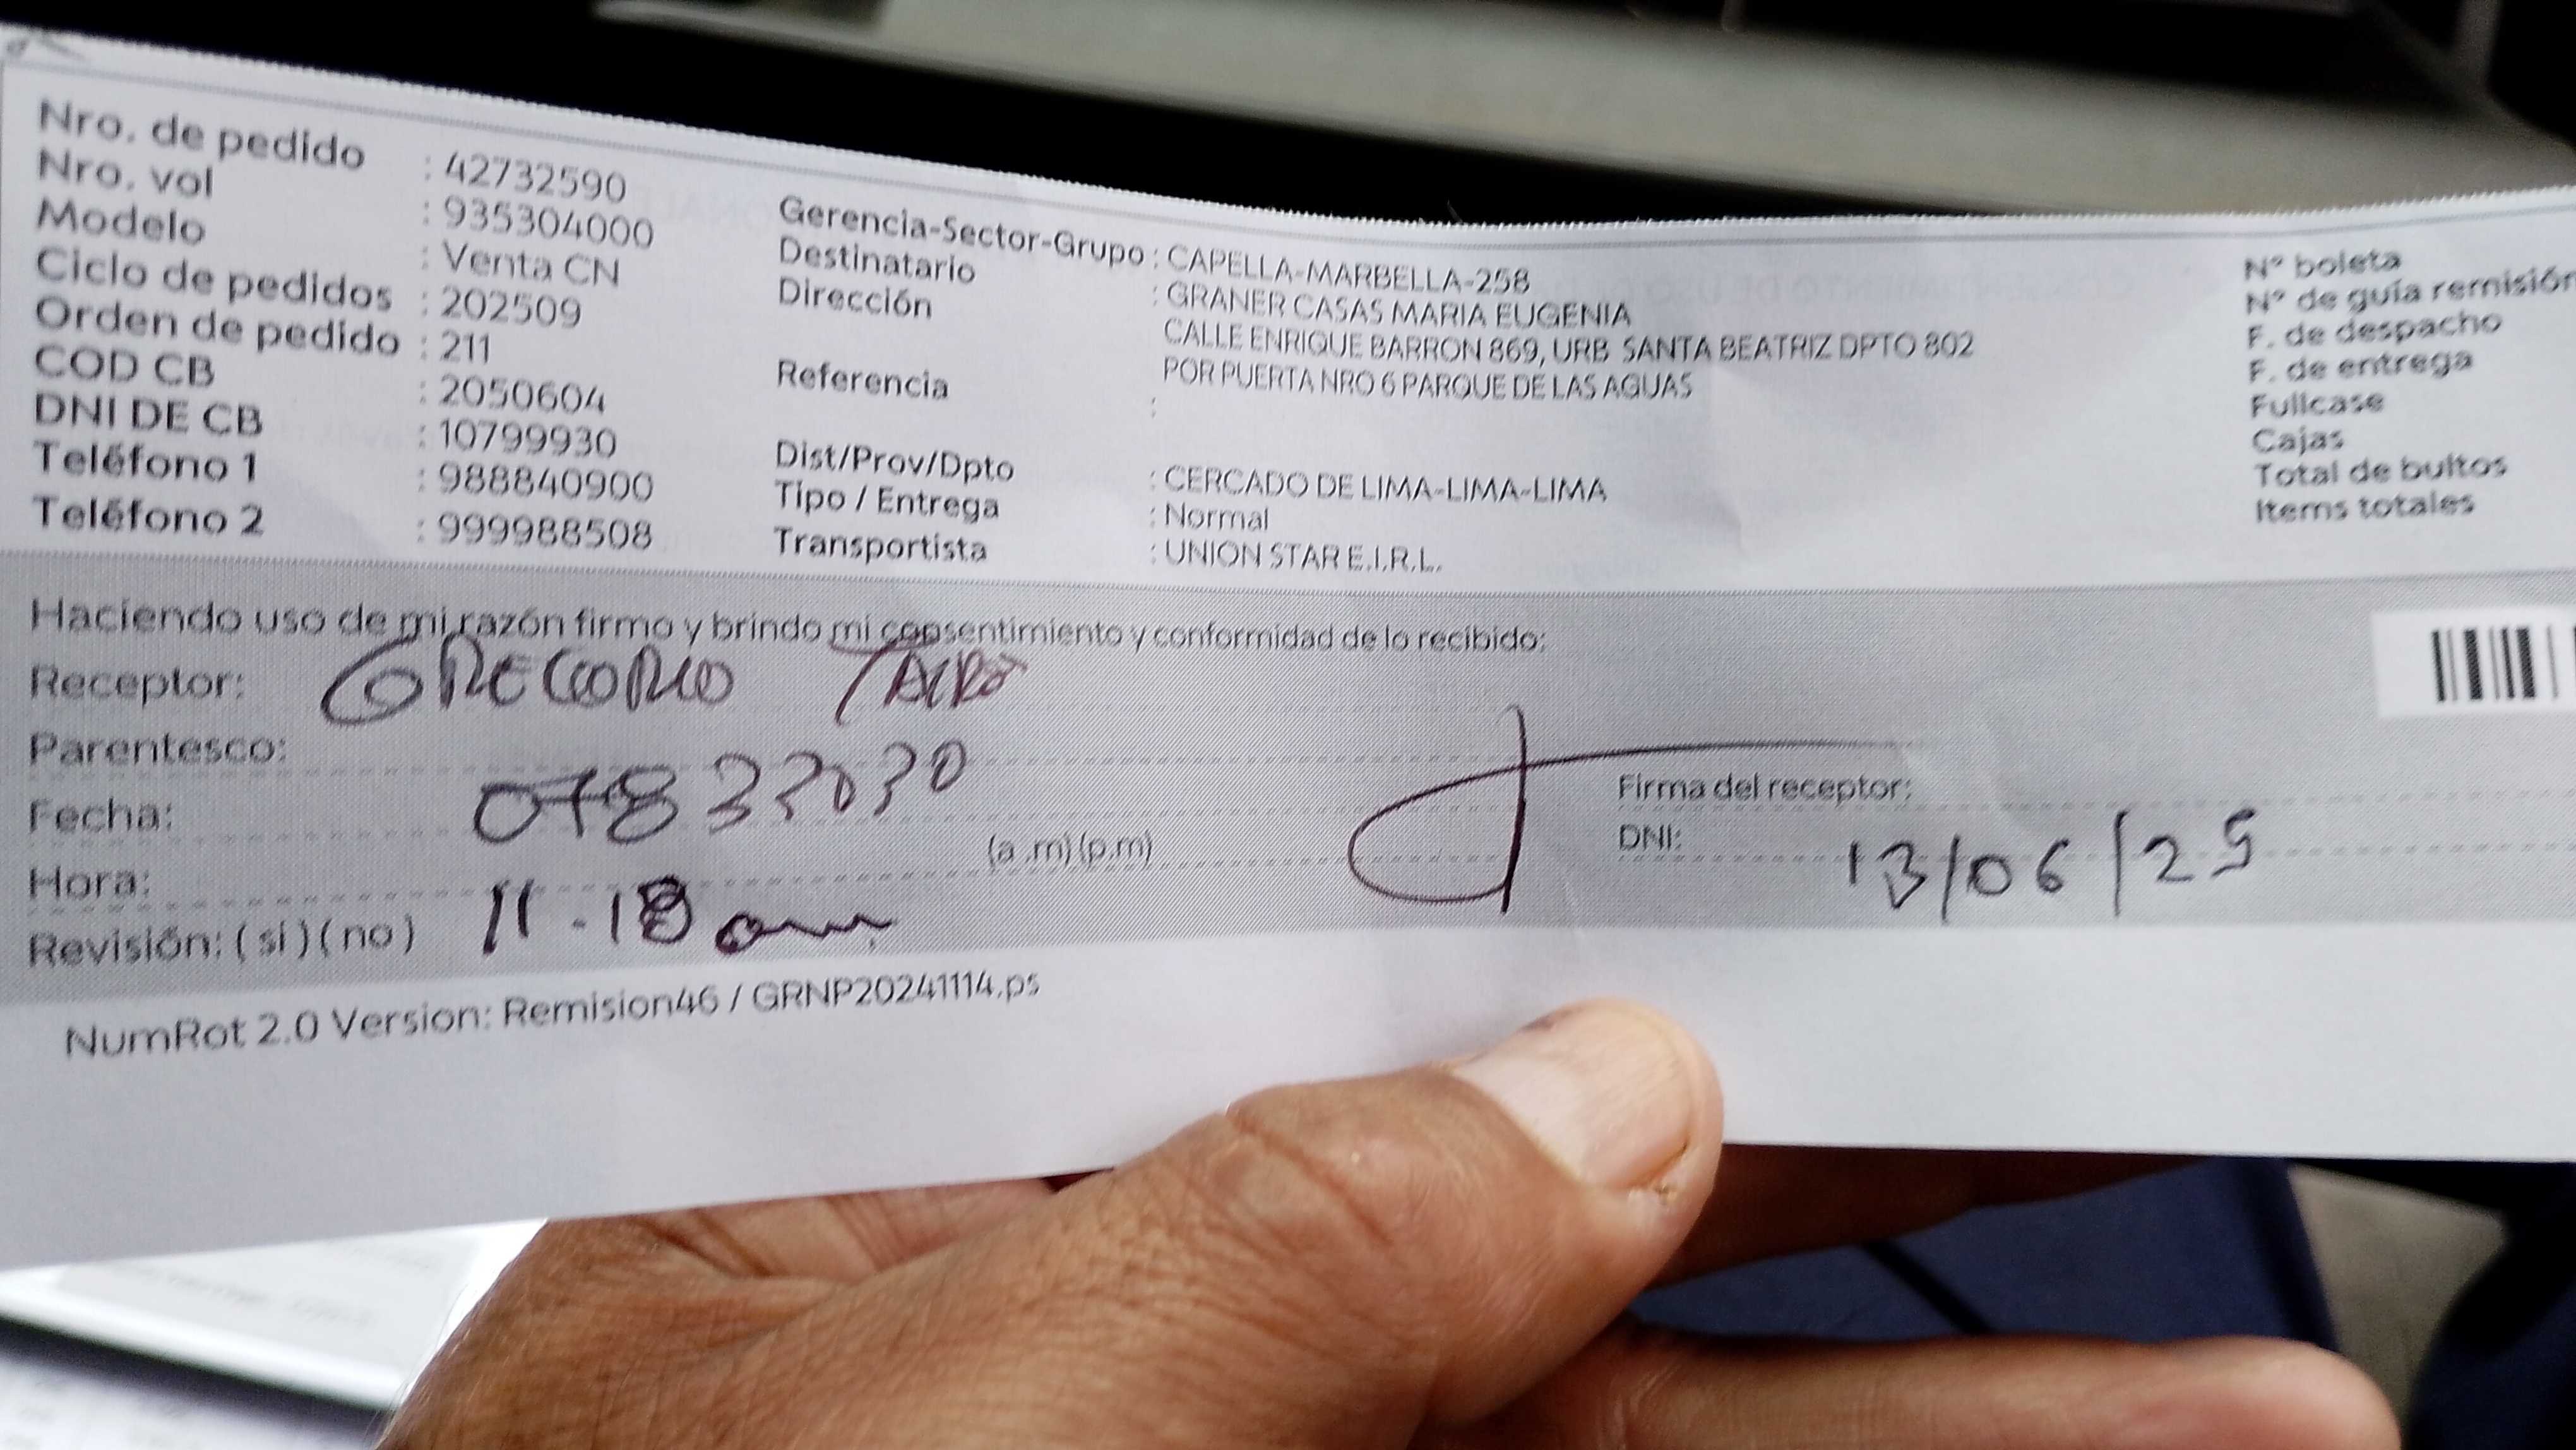 Nro. de pedido : 42732590
Nro. vol : 935304000
Modelo : Venta CN
Ciclo de pedidos : 202509
Orden de pedido : 211
COD CB : 2050604
DNI DE CB : 10799930
Teléfono 1 : 988840900
Teléfono 2 : 999988508
Gerencia-Sector-Grupo : CAPELLA-MARBELLA-258
Destinatario : GRANER CASAS MARIA EUGENIA
Dirección CALLE ENRIQUE BARRON 869, URB SANTA BEATRIZ DPTO 802
POR PUERTA NRO 6 PARQUE DE LAS AGUAS
Referencia :
Dist/Prov/Dpto : CERCADO DE LIMA-LIMA-LIMA
Tipo / Entrega : Normal
Transportista : UNION STAR E.I.R.L.
Nº boleta
Nº de guía remisión
F. de despacho
F. de entrega
Fullcase
Cajas
Total de bultos
Items totales
Haciendo uso de mi razón firmo y brindo mi consentimiento y conformidad de lo recibido:
Receptor: GREGORIO
Parentesco:
Fecha:
Hora: (a .m) (p.m)
Revisión: ( si ) ( no ) 11-18 am
Firma del receptor:
DNI: 13/06/25
NumRot 2.0 Version: Remision46 / GRNP20241114.ps